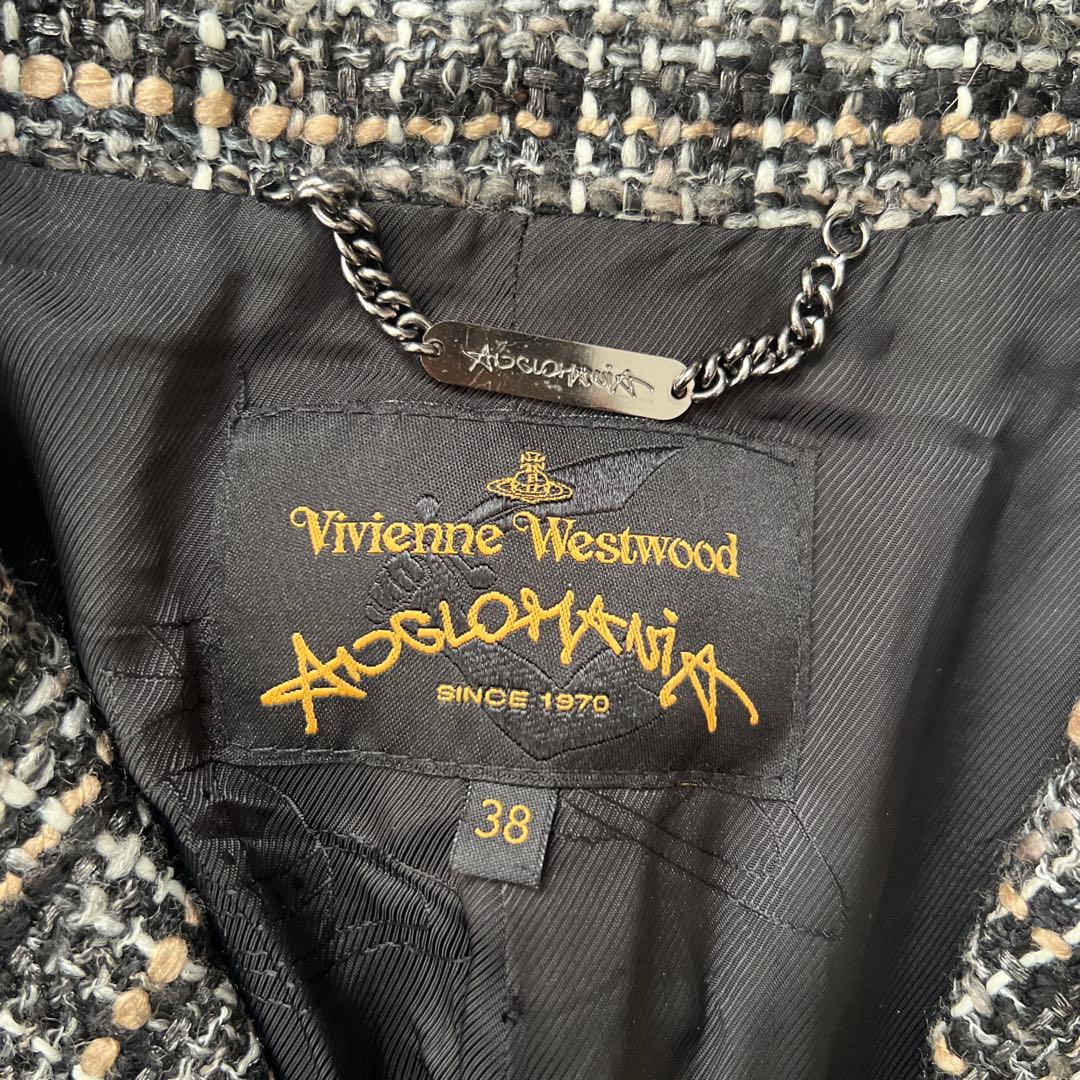 ANGLOMANiA
Vivienne Westwood
ANGLOMANiA
SINCE 1970
38